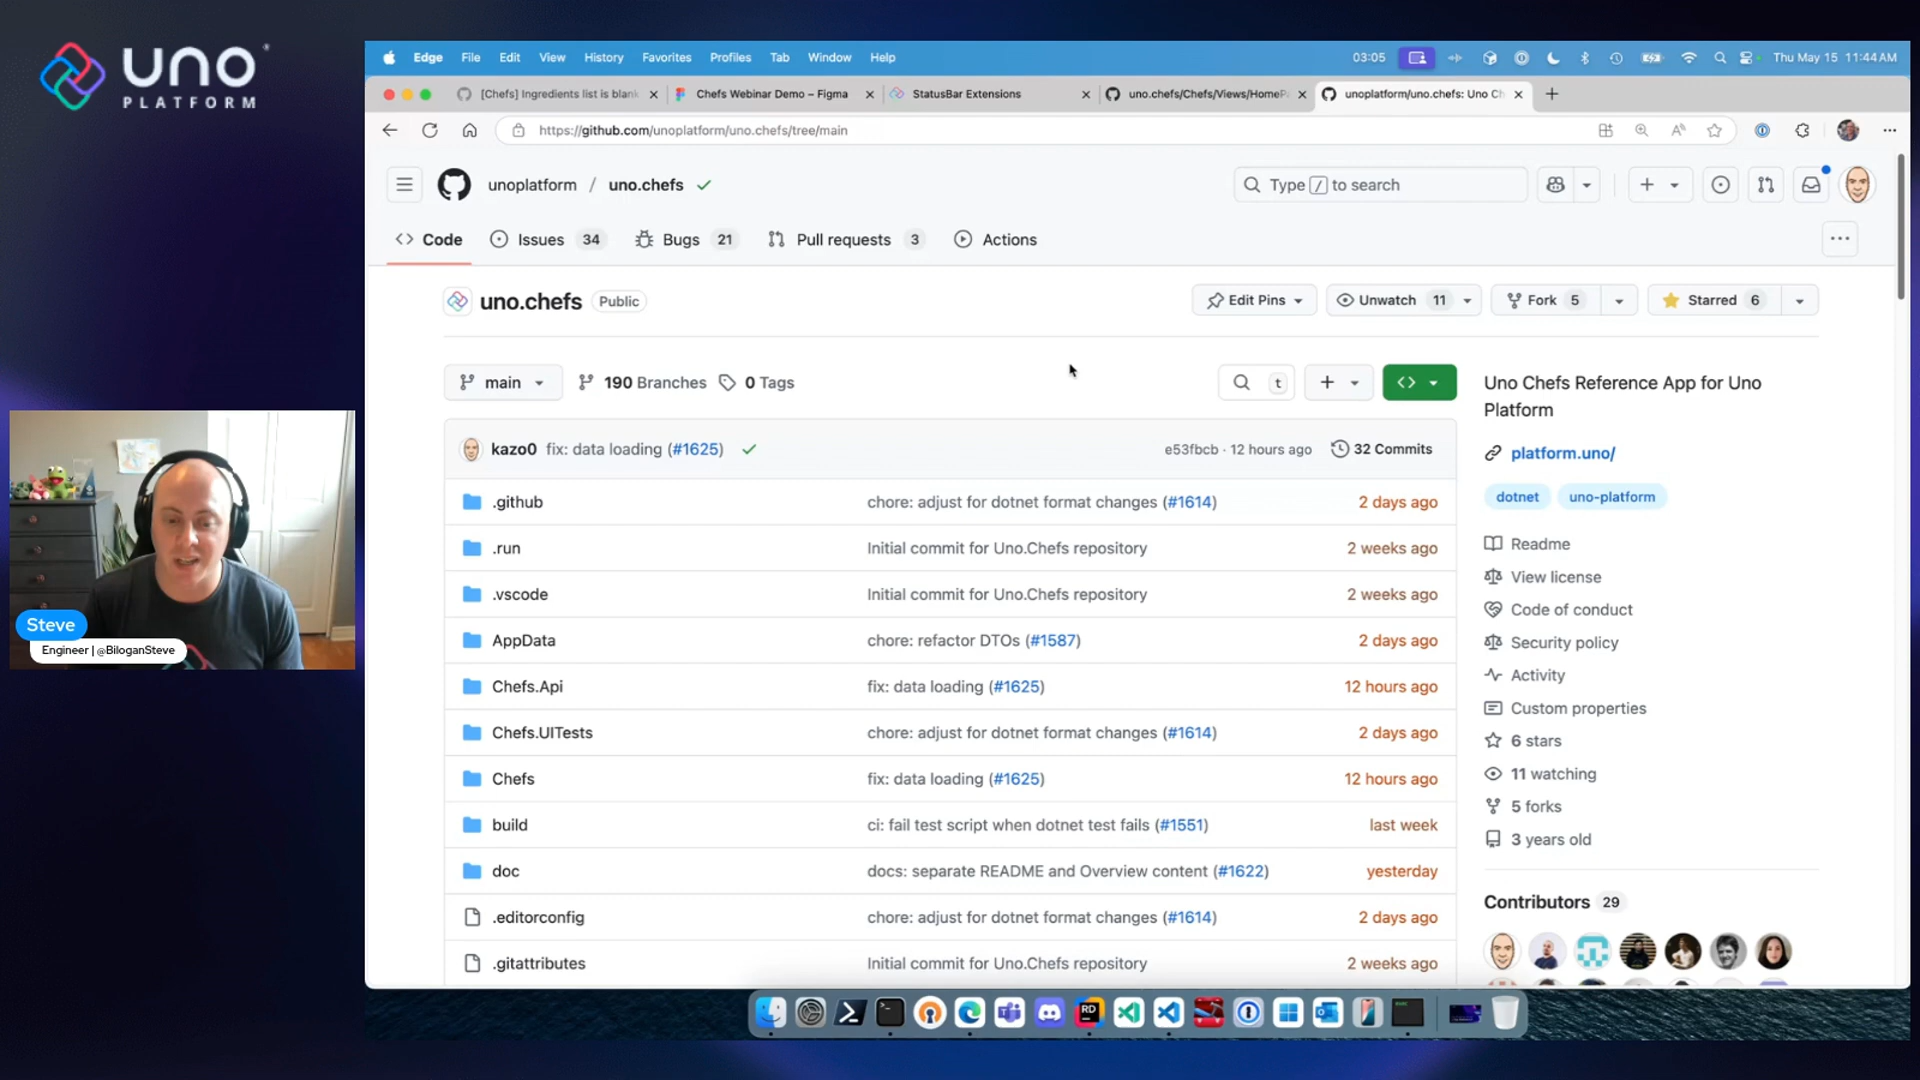 UNO
PLATFORM
Edge File Edit View History Favorites Profiles Tab Window Help
03:05
Thu May 15 11:44AM
[Chefs] Ingredients list is blank
Chefs Webinar Demo – Figma
StatusBar Extensions
uno.chefs/Chefs/Views/HomeP
unoplatform/uno.chefs: Uno Ch
https://github.com/unoplatform/uno.chefs/tree/main
unoplatform / uno.chefs
Type / to search
Code
Issues 34
Bugs 21
Pull requests 3
Actions
uno.chefs Public
Edit Pins
Unwatch 11
Fork 5
Starred 6
main
190 Branches
0 Tags
t
kazo0 fix: data loading (#1625)
e53fbcb · 12 hours ago
32 Commits
.github chore: adjust for dotnet format changes (#1614) 2 days ago
.run Initial commit for Uno.Chefs repository 2 weeks ago
.vscode Initial commit for Uno.Chefs repository 2 weeks ago
AppData chore: refactor DTOs (#1587) 2 days ago
Chefs.Api fix: data loading (#1625) 12 hours ago
Chefs.UITests chore: adjust for dotnet format changes (#1614) 2 days ago
Chefs fix: data loading (#1625) 12 hours ago
build ci: fail test script when dotnet test fails (#1551) last week
doc docs: separate README and Overview content (#1622) yesterday
.editorconfig chore: adjust for dotnet format changes (#1614) 2 days ago
.gitattributes Initial commit for Uno.Chefs repository 2 weeks ago
Uno Chefs Reference App for Uno
Platform
platform.uno/
dotnet uno-platform
Readme
View license
Code of conduct
Security policy
Activity
Custom properties
6 stars
11 watching
5 forks
3 years old
Contributors 29
Steve
Engineer | @BiloganSteve
RD